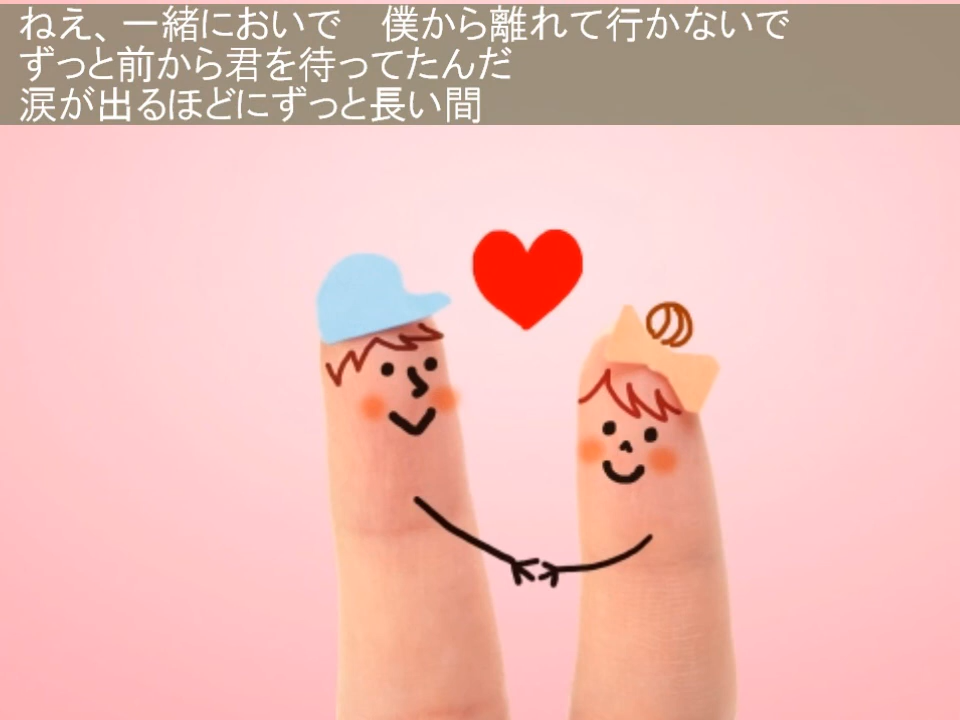 ねえ、一緒においで　僕から離れて行かないで
ずっと前から君を待ってたんだ
涙が出るほどにずっと長い間